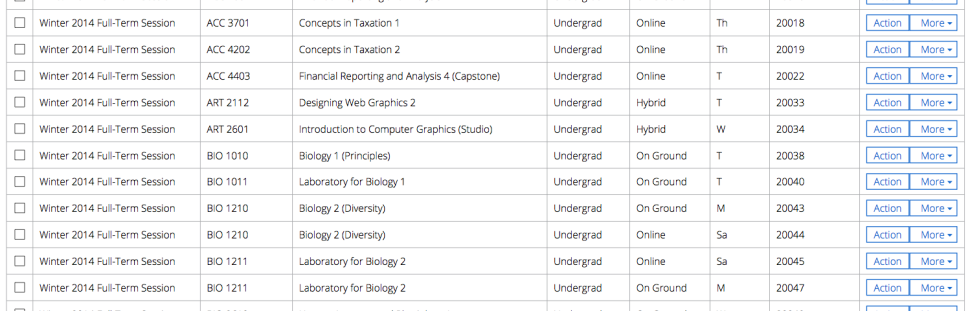 Winter 2014 Full-Term Session ACC 3701 Concepts in Taxation 1 Undergrad Online Th 20018 Action More
Winter 2014 Full-Term Session ACC 4202 Concepts in Taxation 2 Undergrad Online Th 20019 Action More
Winter 2014 Full-Term Session ACC 4403 Financial Reporting and Analysis 4 (Capstone) Undergrad Online T 20022 Action More
Winter 2014 Full-Term Session ART 2112 Designing Web Graphics 2 Undergrad Hybrid T 20033 Action More
Winter 2014 Full-Term Session ART 2601 Introduction to Computer Graphics (Studio) Undergrad Hybrid W 20034 Action More
Winter 2014 Full-Term Session BIO 1010 Biology 1 (Principles) Undergrad On Ground T 20038 Action More
Winter 2014 Full-Term Session BIO 1011 Laboratory for Biology 1 Undergrad On Ground T 20040 Action More
Winter 2014 Full-Term Session BIO 1210 Biology 2 (Diversity) Undergrad On Ground M 20043 Action More
Winter 2014 Full-Term Session BIO 1210 Biology 2 (Diversity) Undergrad Online Sa 20044 Action More
Winter 2014 Full-Term Session BIO 1211 Laboratory for Biology 2 Undergrad Online Sa 20045 Action More
Winter 2014 Full-Term Session BIO 1211 Laboratory for Biology 2 Undergrad On Ground M 20047 Action More